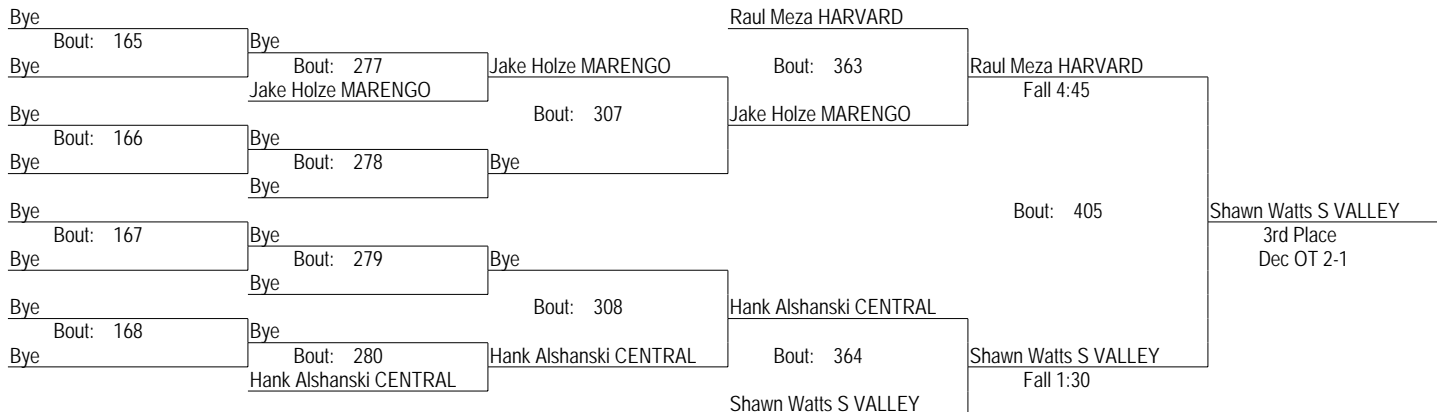 Bye
Bout: 165
Bye
Bye
Bout: 166
Bye
Bye
Bout: 167
Bye
Bye
Bout: 168
Bye
Bye
Bout: 277
Jake Holze MARENGO
Bye
Bout: 278
Bye
Bye
Bout: 279
Bye
Bye
Bout: 280
Hank Alshanski CENTRAL
Jake Holze MARENGO
Bout: 307
Bye
Bye
Bout: 308
Hank Alshanski CENTRAL
Raul Meza HARVARD
Bout: 363
Jake Holze MARENGO
Hank Alshanski CENTRAL
Bout: 364
Shawn Watts S VALLEY
Raul Meza HARVARD
Fall 4:45
Bout: 405
Shawn Watts S VALLEY
Fall 1:30
Shawn Watts S VALLEY
3rd Place
Dec OT 2-1